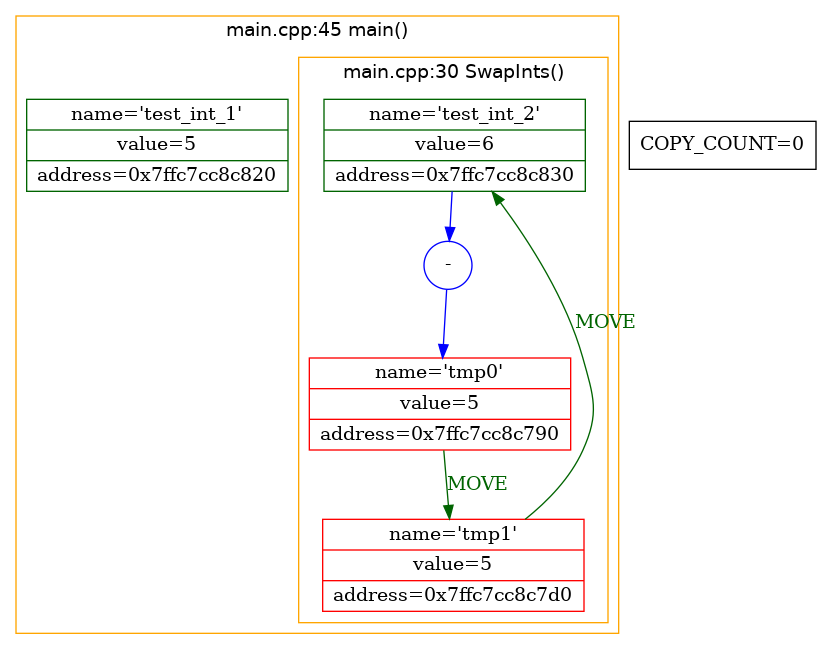 main.cpp:45 main()
main.cpp:30 SwapInts()
name='test_int_1'
value=5
address=0x7ffc7cc8c820
name='test_int_2'
value=6
address=0x7ffc7cc8c830
COPY_COUNT=0
-
MOVE
name='tmp0'
value=5
address=0x7ffc7cc8c790
MOVE
name='tmp1'
value=5
address=0x7ffc7cc8c7d0